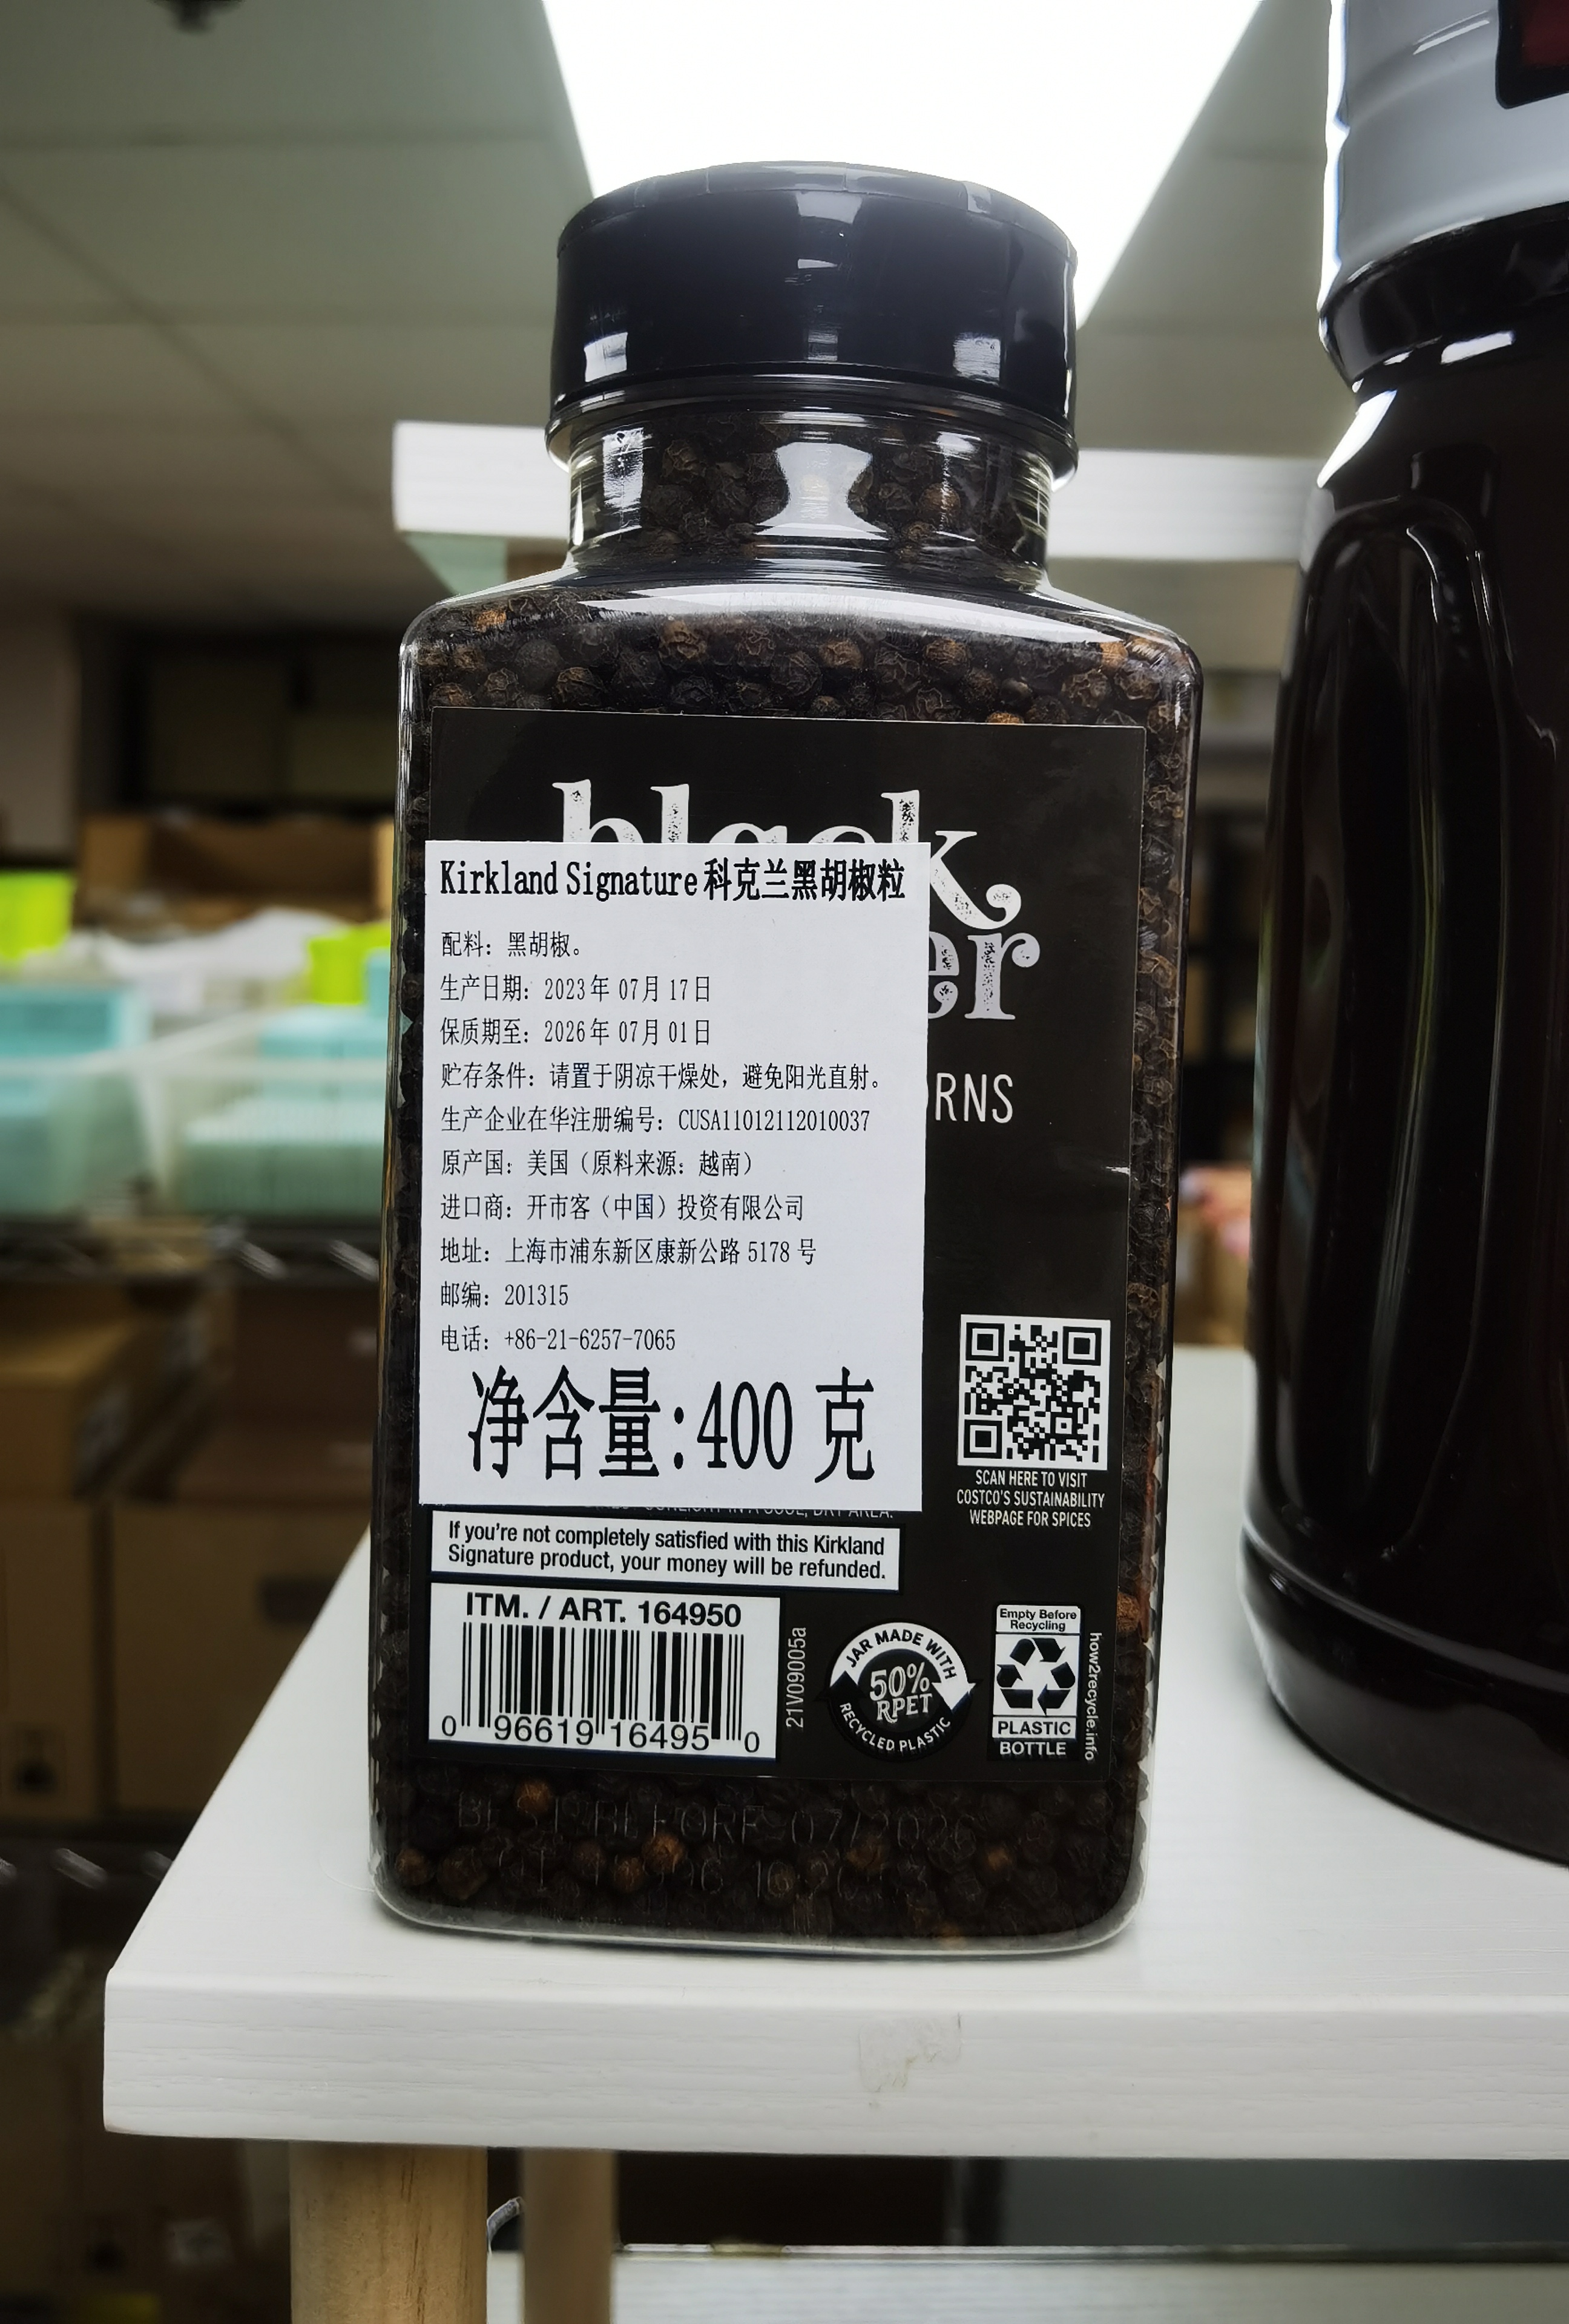 black
Kirkland Signature 科克兰黑胡椒粒
配料：黑胡椒。
生产日期：2023年 07月 17日
保质期至：2026年 07月 01日
贮存条件：请置于阴凉干燥处，避免阳光直射。
生产企业在华注册编号：CUSA11012112010037
原产国：美国（原料来源：越南）
进口商：开市客（中国）投资有限公司
地址：上海市浦东新区康新公路 5178 号
邮编：201315
电话：+86-21-6257-7065
净含量:400 克
er
ORNS
SCAN HERE TO VISIT
COSTCO'S SUSTAINABILITY
WEBPAGE FOR SPICES
If you're not completely satisfied with this Kirkland
Signature product, your money will be refunded.
ITM. / ART. 164950
0 96619 16495 0
21V09005a
JAR MADE WITH
50%
RPET
RECYCLED PLASTIC
Empty Before
Recycling
PLASTIC
BOTTLE
how2recycle.info
BEST BEFORE 07/2026